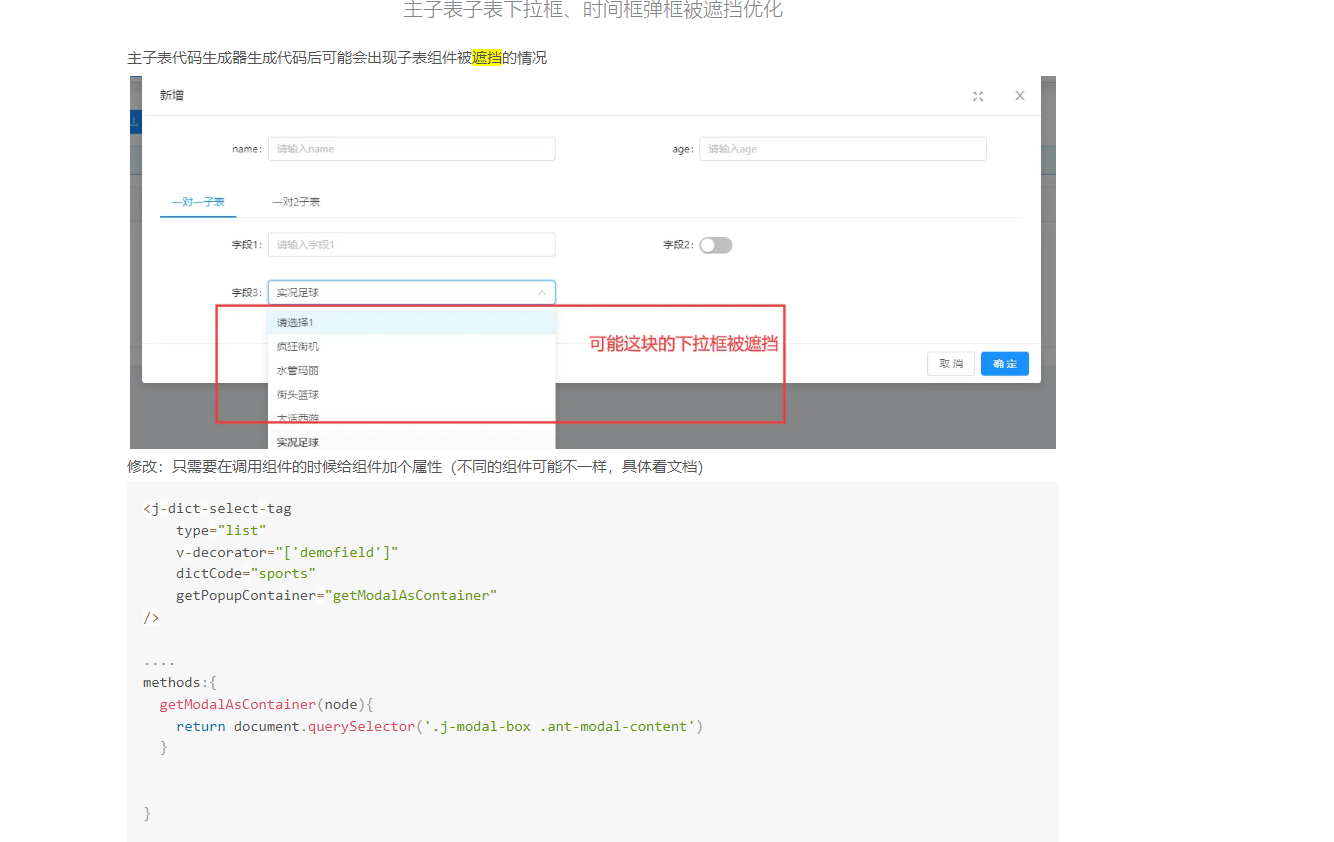 主子表子表下拉框、时间框弹框被遮挡优化
主子表代码生成器生成代码后可能会出现子表组件被遮挡的情况
新增
name: 请输入name age: 请输入age
一对一子表 一对2子表
字段1: 请输入字段1 字段2:
字段3: 实况足球
请选择1
疯狂街机
水管玛丽
街头篮球
大话西游
实况足球
可能这块的下拉框被遮挡
取 消 确 定
修改：只需要在调用组件的时候给组件加个属性（不同的组件可能不一样，具体看文档）
<j-dict-select-tag
type="list"
v-decorator="['demofield']"
dictCode="sports"
getPopupContainer="getModalAsContainer"
/>
....
methods:{
getModalAsContainer(node){
return document.querySelector('.j-modal-box .ant-modal-content')
}
}